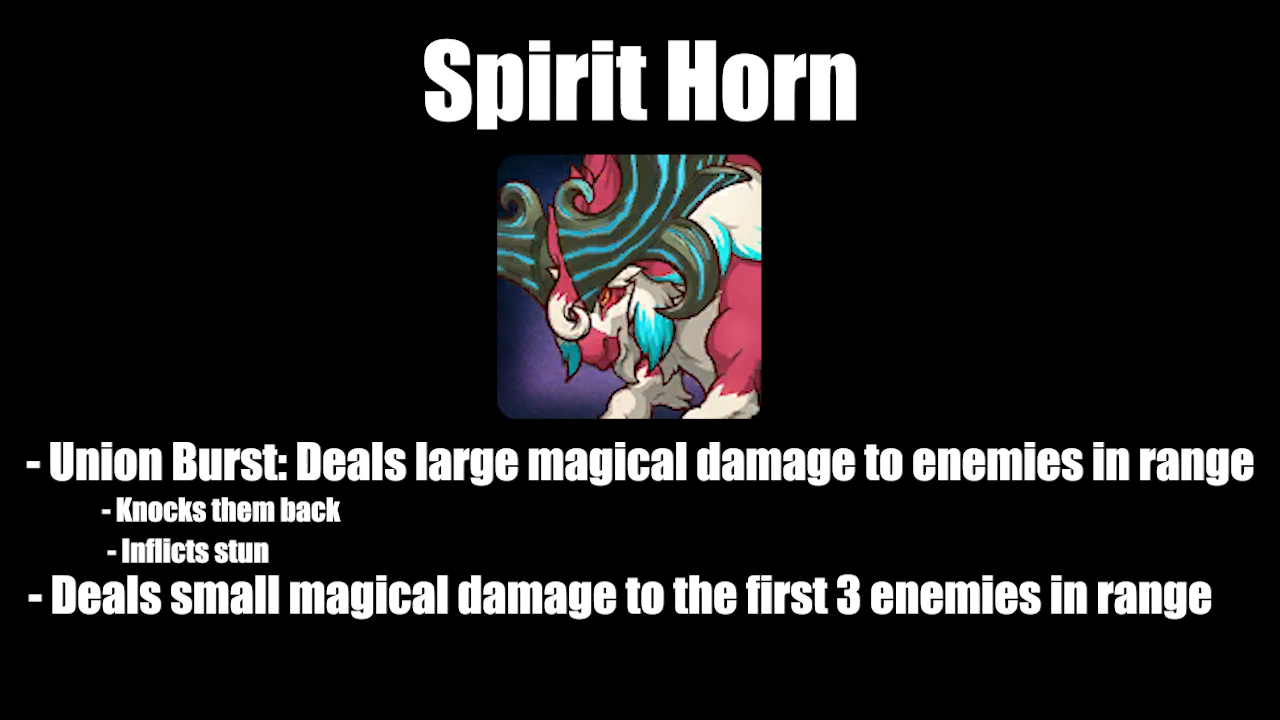 Spirit Horn
- Union Burst: Deals large magical damage to enemies in range
- Knocks them back
- Inflicts stun
- Deals small magical damage to the first 3 enemies in range